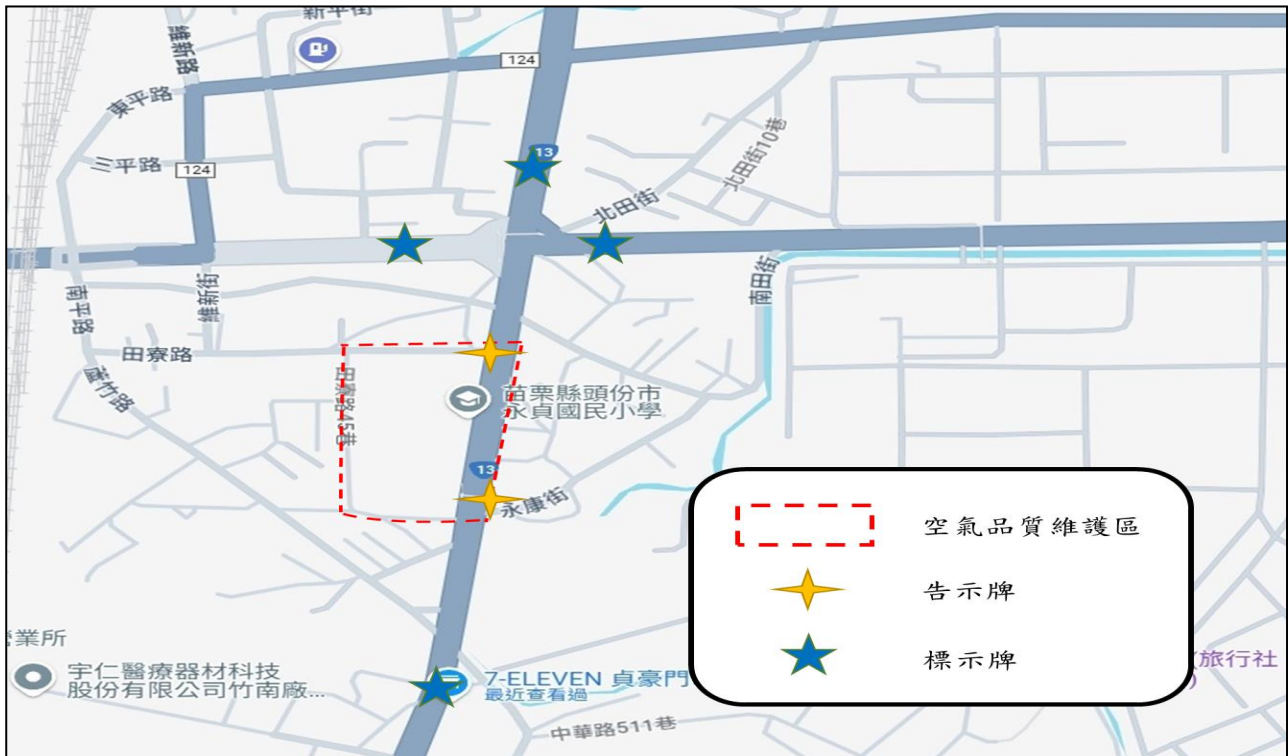 新平街
維新路
124
東平路
13
三平路
124
北田街10巷
北田街
南田街
維新街
南平路
田寮路
蘆竹路
田寮路45巷
苗栗縣頭份市
永貞國民小學
13
永康街
空氣品質維護區
告示牌
標示牌
營業所
宇仁醫療器材科技
股份有限公司竹南廠...
7-ELEVEN 貞豪門
最近查看過
中華路511巷
(旅行社
)